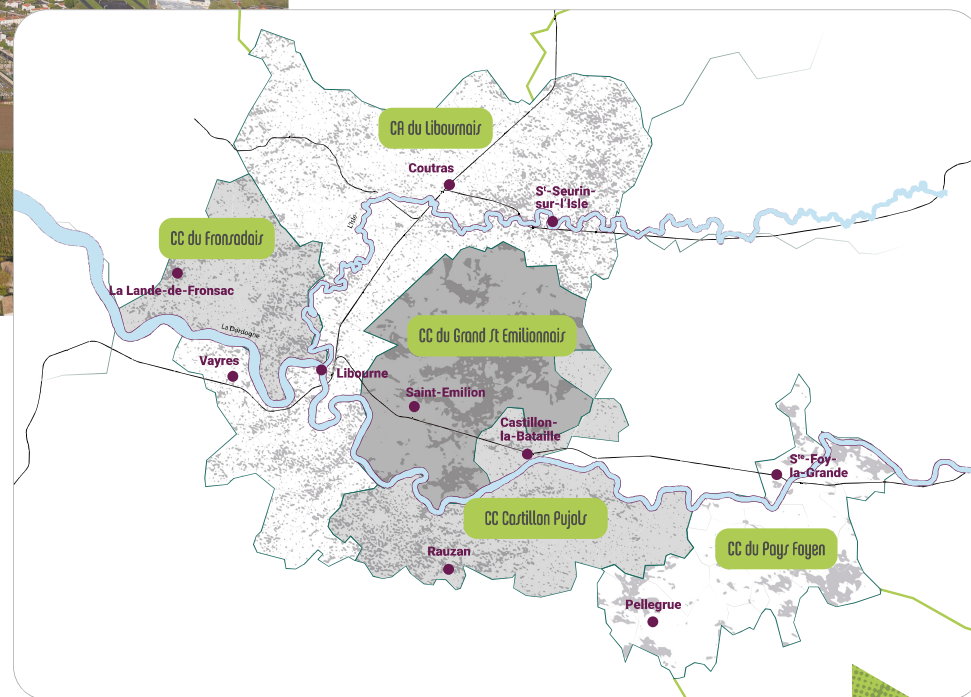 CA du Libournais
Coutras
St-Seurin-
sur-l'Isle
L'Isle
CC du Fronsadais
La Lande-de-Fronsac
La Dordogne
CC du Grand St Emilionnais
Vayres
Libourne
Saint-Emilion
Castillon-
la-Bataille
Ste-Foy-
la-Grande
CC Castillon Pujols
Rauzan
CC du Pays Foyen
Pellegrue